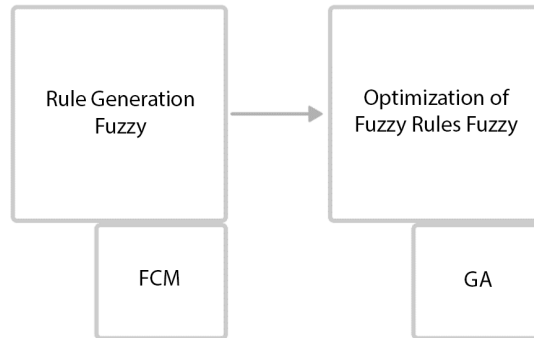 Rule Generation
Fuzzy
Optimization of
Fuzzy Rules Fuzzy
FCM
GA